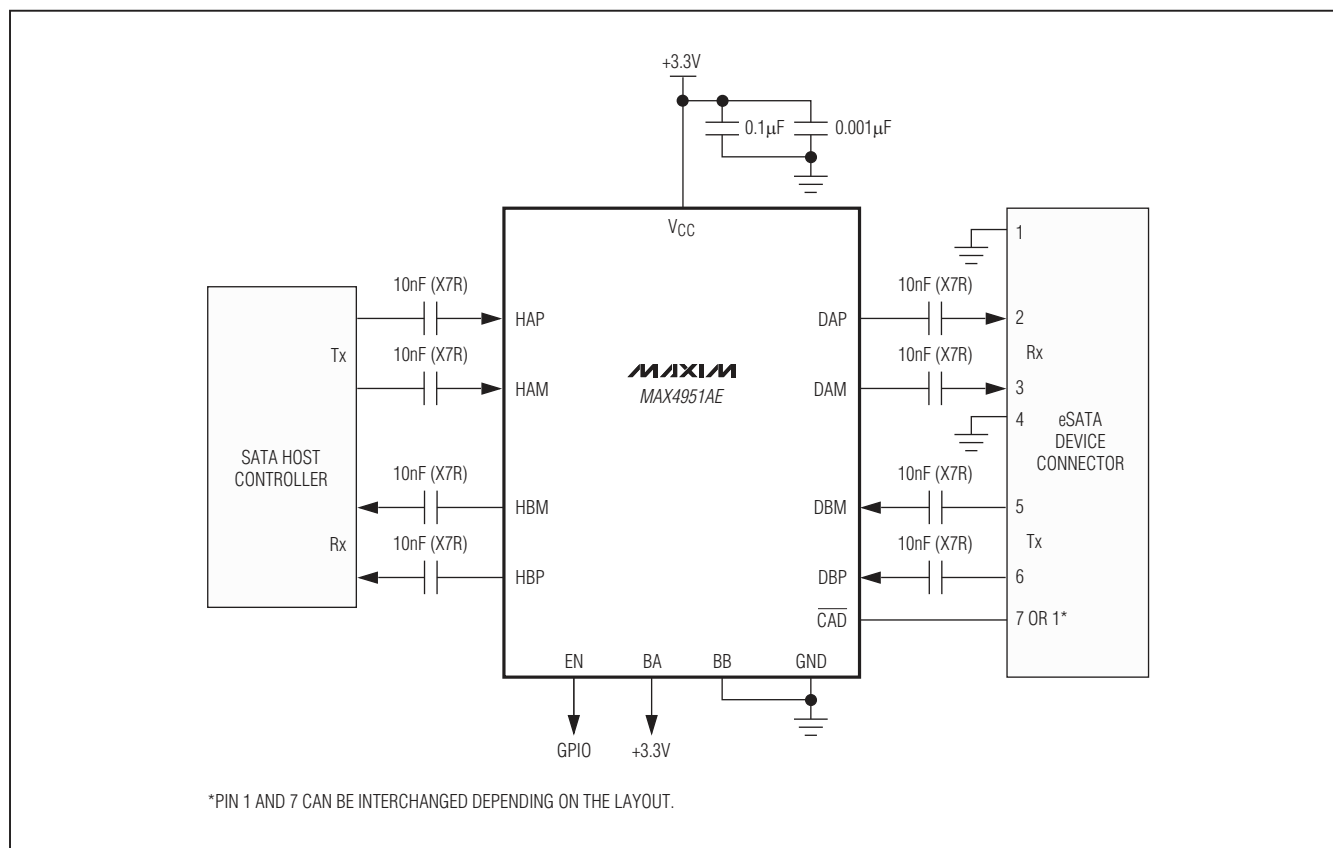 +3.3V
0.1µF
0.001µF
VCC
1
10nF (X7R)
10nF (X7R)
HAP
DAP
2
Tx
10nF (X7R)
MAXIM
10nF (X7R)
Rx
HAM
MAX4951AE
DAM
3
4
eSATA
DEVICE
CONNECTOR
SATA HOST
CONTROLLER
10nF (X7R)
10nF (X7R)
HBM
DBM
5
Rx
10nF (X7R)
10nF (X7R)
Tx
HBP
DBP
6
CAD
7 OR 1*
EN
BA
BB
GND
GPIO
+3.3V
*PIN 1 AND 7 CAN BE INTERCHANGED DEPENDING ON THE LAYOUT.